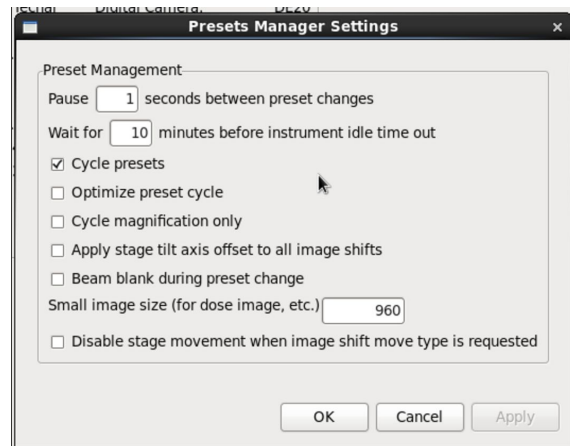 Digital Camera: DE20
Presets Manager Settings
Preset Management
Pause 1 seconds between preset changes
Wait for 10 minutes before instrument idle time out
Cycle presets
Optimize preset cycle
Cycle magnification only
Apply stage tilt axis offset to all image shifts
Beam blank during preset change
Small image size (for dose image, etc.) 960
Disable stage movement when image shift move type is requested
OK Cancel Apply